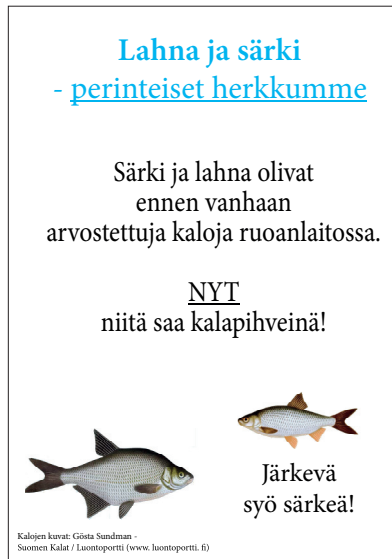 Lahna ja särki
- perinteiset herkkumme
Särki ja lahna olivat
ennen vanhaan
arvostettuja kaloja ruoanlaitossa.
NYT
niitä saa kalapihveinä!
Järkevä
syö särkeä!
Kalojen kuvat: Gösta Sundman -
Suomen Kalat / Luontoportti (www. luontoportti. fi)